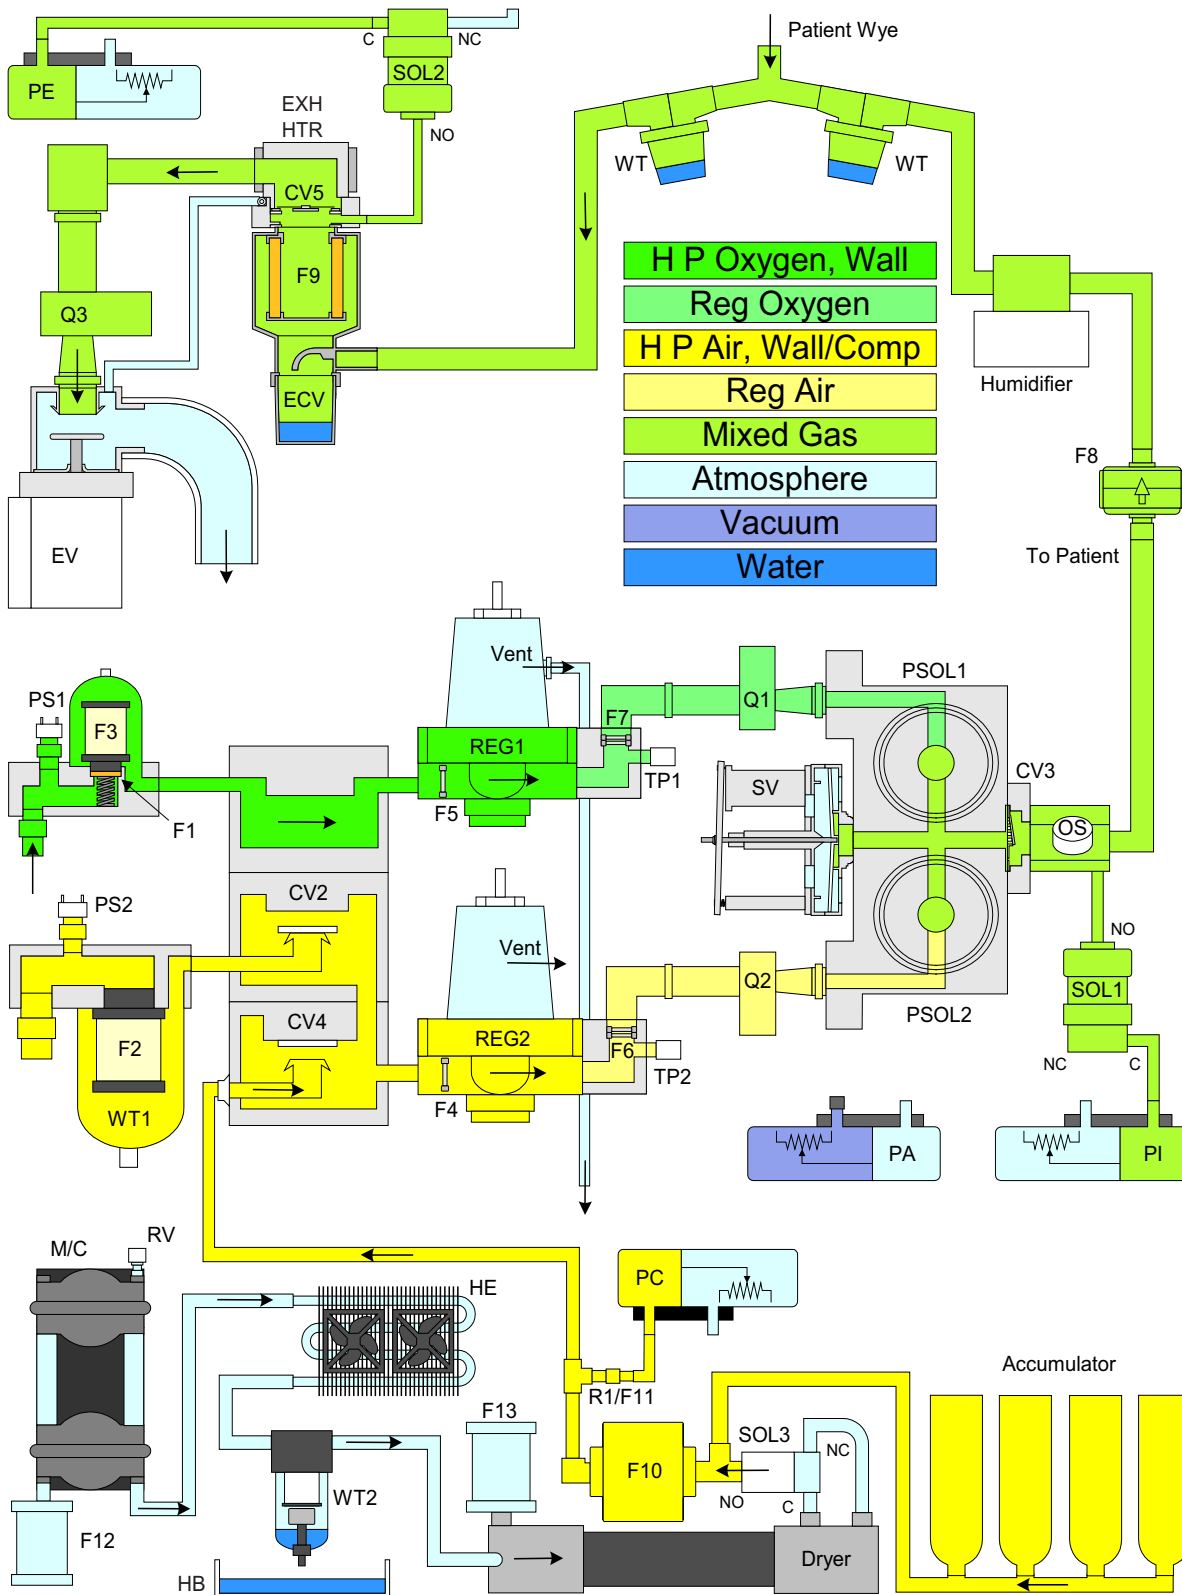 Patient Wye
C
NC
SOL2
PE
EXH
HTR
NO
WT
WT
CV5
H P Oxygen, Wall
F9
Reg Oxygen
Q3
H P Air, Wall/Comp
Reg Air
Humidifier
ECV
Mixed Gas
F8
Atmosphere
Vacuum
EV
To Patient
Water
Vent
PSOL1
PS1
F3
F7
Q1
REG1
TP1
CV3
SV
F5
F1
OS
CV2
PS2
NO
Vent
Q2
SOL1
PSOL2
CV4
REG2
F6
F2
NC
C
TP2
F4
WT1
PA
PI
RV
M/C
HE
PC
Accumulator
R1/F11
F13
SOL3
NC
F10
WT2
NO
C
F12
Dryer
HB